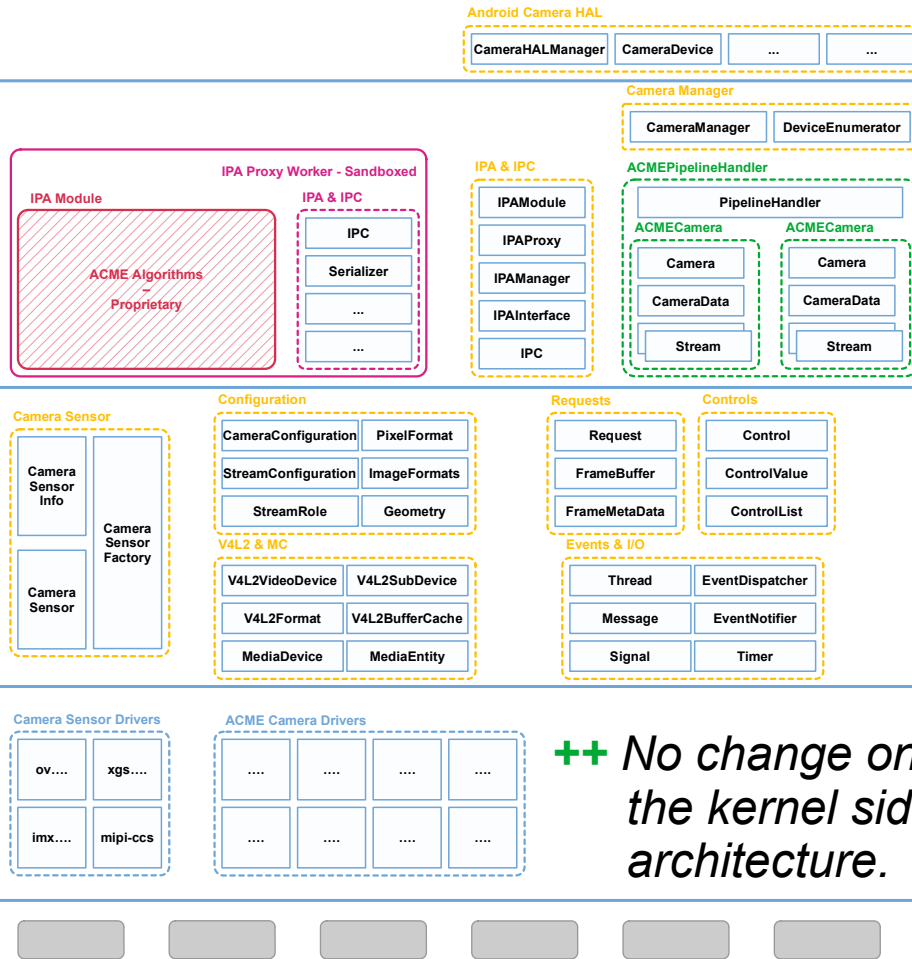 Android Camera HAL
CameraHALManager
CameraDevice
...
...
Camera Manager
CameraManager
DeviceEnumerator
IPA Proxy Worker - Sandboxed
IPA Module
ACME Algorithms
–
Proprietary
IPA & IPC
IPC
Serializer
...
...
IPA & IPC
IPAModule
IPAProxy
IPAManager
IPAInterface
IPC
ACMEPipelineHandler
PipelineHandler
ACMECamera
Camera
CameraData
Stream
ACMECamera
Camera
CameraData
Stream
Camera Sensor
Camera
Sensor
Info
Camera
Sensor
Camera
Sensor
Factory
Configuration
CameraConfiguration
PixelFormat
StreamConfiguration
ImageFormats
StreamRole
Geometry
Requests
Request
FrameBuffer
FrameMetaData
Controls
Control
ControlValue
ControlList
V4L2 & MC
V4L2VideoDevice
V4L2SubDevice
V4L2Format
V4L2BufferCache
MediaDevice
MediaEntity
Events & I/O
Thread
EventDispatcher
Message
EventNotifier
Signal
Timer
Camera Sensor Drivers
ov....
xgs....
imx....
mipi-ccs
ACME Camera Drivers
....
....
....
....
....
....
....
....
++ No change on
the kernel sid
architecture.